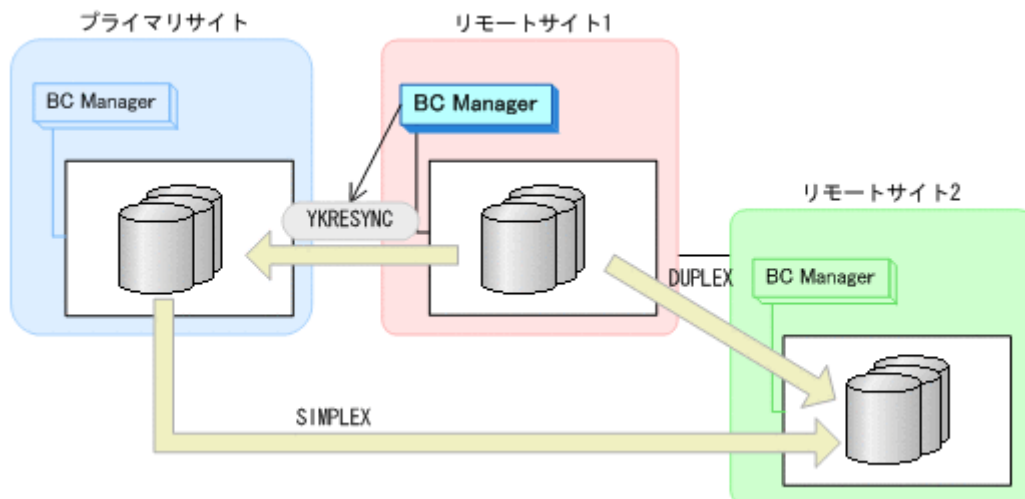 プライマリサイト
リモートサイト1
BC Manager
BC Manager
リモートサイト2
YKRESYNC
DUPLEX
BC Manager
SIMPLEX